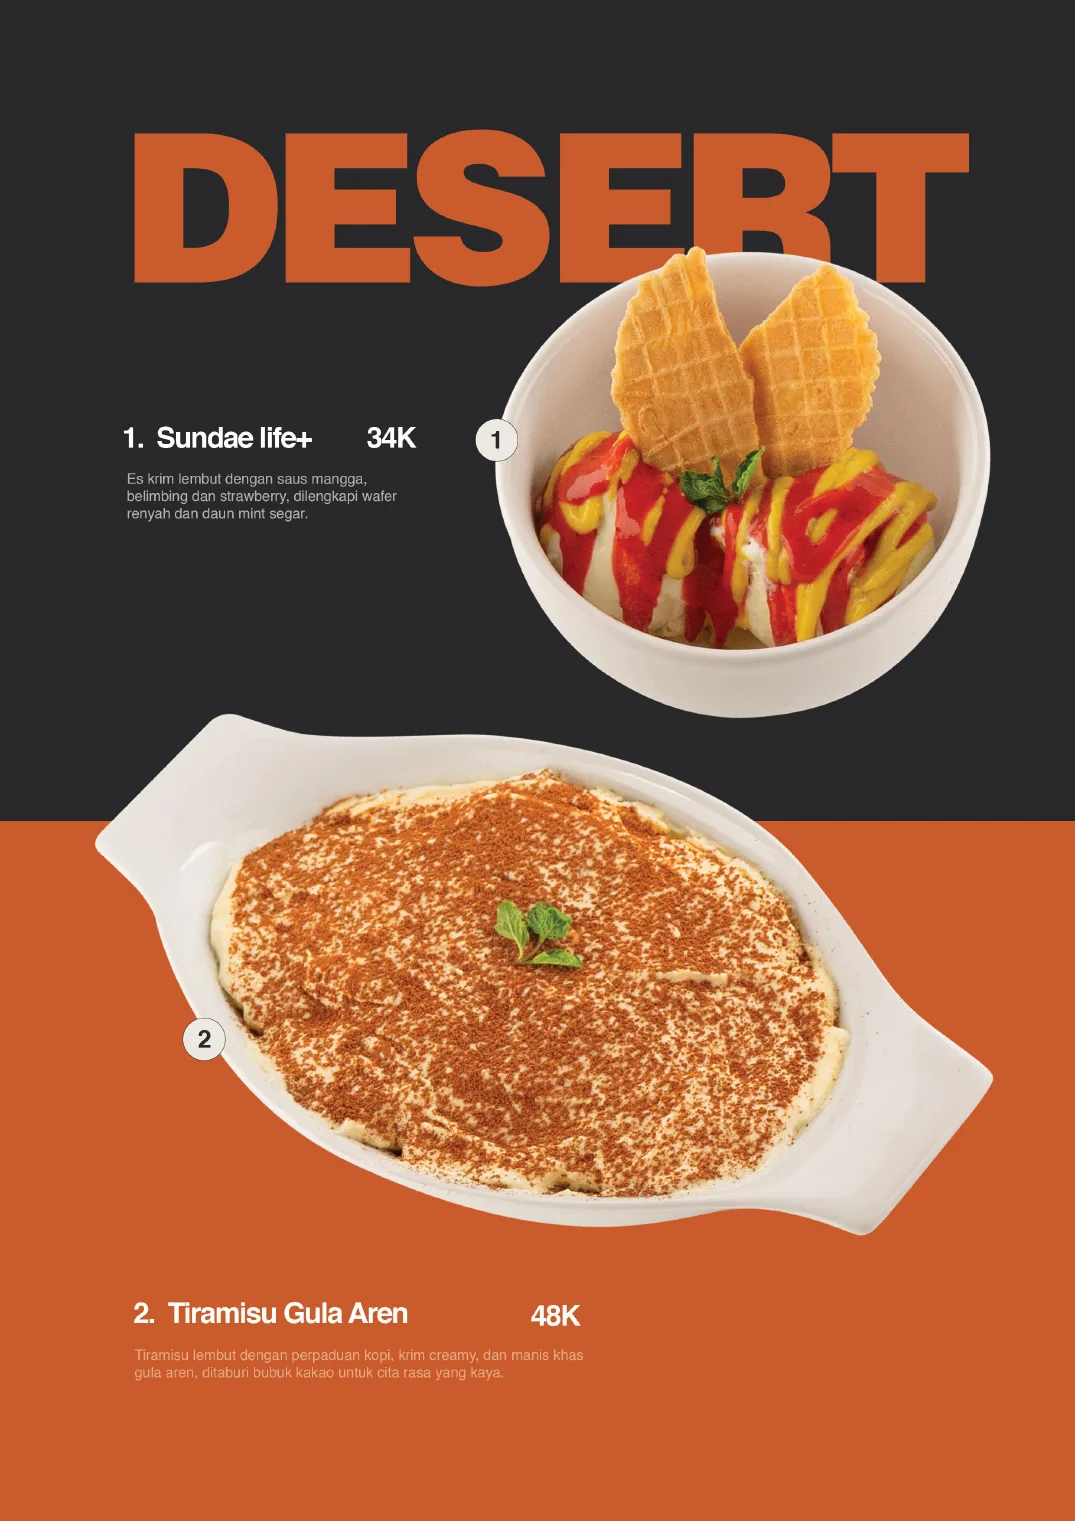 DESERT
1. Sundae life+ 34K
1
Es krim lembut dengan saus mangga,
belimbing dan strawberry, dilengkapi wafer
renyah dan daun mint segar.
2
2. Tiramisu Gula Aren 48K
Tiramisu lembut dengan perpaduan kopi, krim creamy, dan manis khas
gula aren, ditaburi bubuk kakao untuk cita rasa yang kaya.